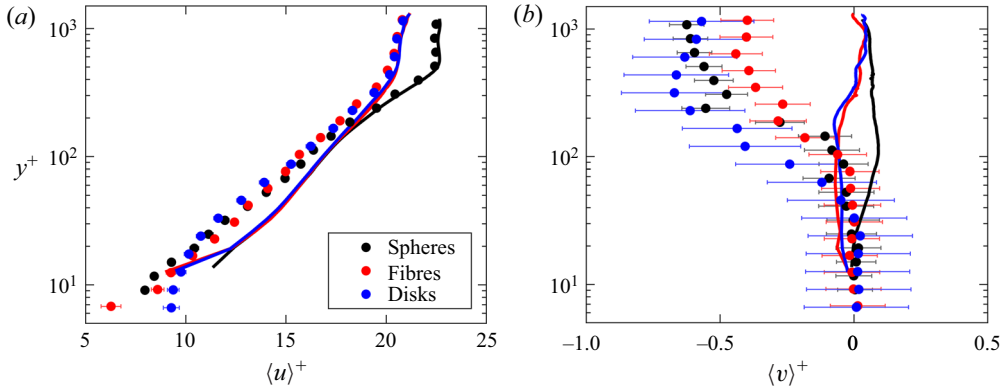 (a)
10³
10²
10¹
y⁺
5 10 15 20 25
⟨u⟩⁺
Spheres
Fibres
Disks
(b)
10³
10²
10¹
−1.0 −0.5 0 0.5
⟨v⟩⁺